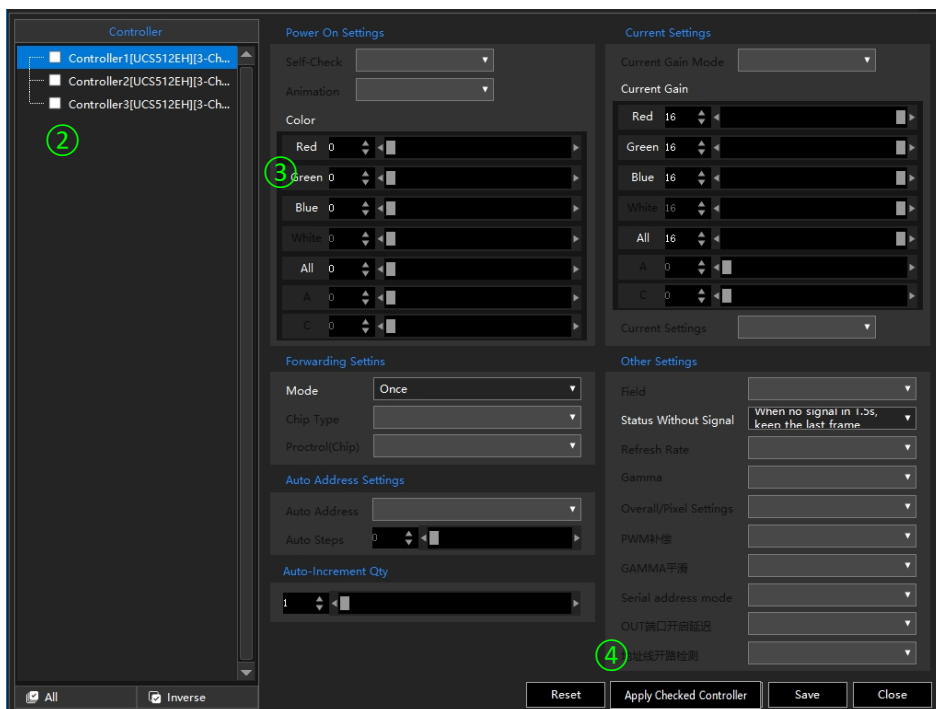 Controller
Controller1[UCS512EH][3-Ch...
Controller2[UCS512EH][3-Ch...
Controller3[UCS512EH][3-Ch...
②
All
Inverse
Power On Settings
Self-Check
Animation
Color
Red 0
③
Green 0
Blue 0
White 0
All 0
A 0
C 0
Forwarding Settins
Mode Once
Chip Type
Proctrol(Chip)
Auto Address Settings
Auto Address
Auto Steps 0
Auto-Increment Qty
1
Current Settings
Current Gain Mode
Current Gain
Red 16
Green 16
Blue 16
White 16
All 16
A 0
C 0
Current Settings
Other Settings
Field
Status Without Signal
When no signal in 1.5s,
keep the last frame
Refresh Rate
Gamma
Overall/Pixel Settings
PWM补偿
GAMMA平滑
Serial address mode
OUT端口开启延迟
④
地址线开路检测
Reset
Apply Checked Controller
Save
Close